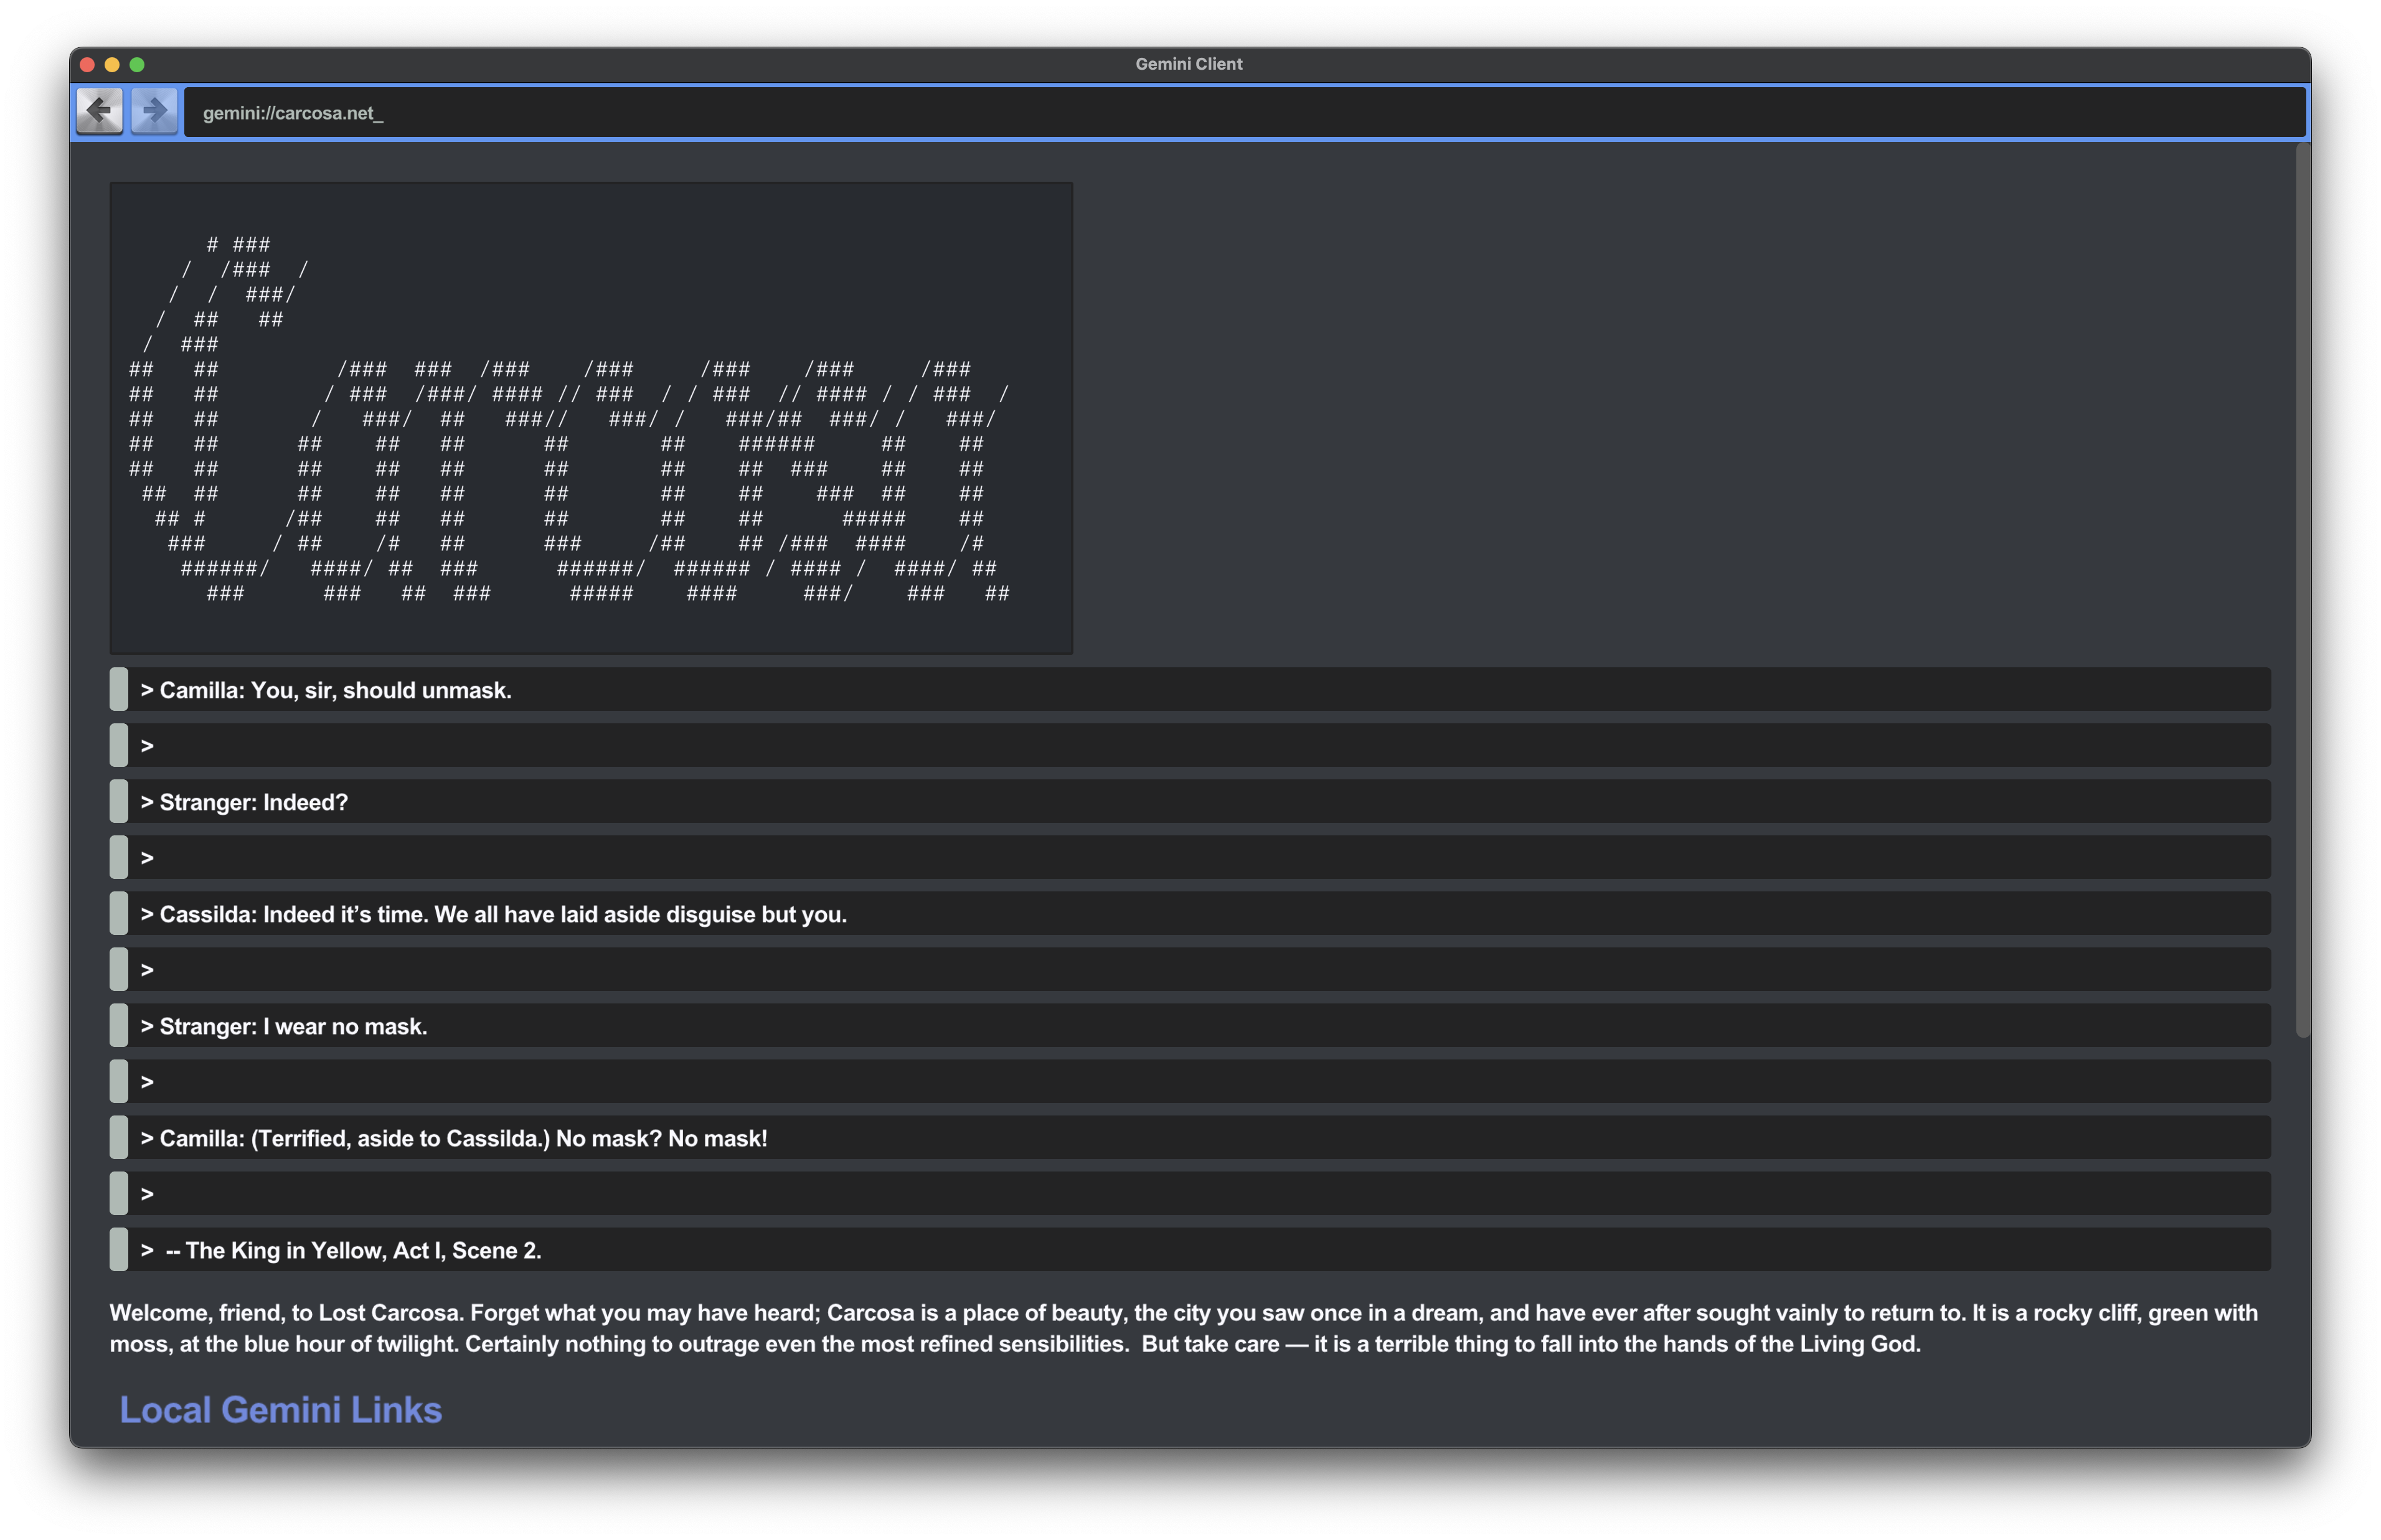 Gemini Client
gemini://carcosa.net_
      # ###
    /  /###  /
   /  /  ###/
  /  ##   ##
 /  ###
##   ##         /###  ###  /###    /###     /###    /###     /###
##   ##        / ###  /###/ #### // ###  / / ###  // #### / / ###  /
##   ##       /   ###/  ##   ###//   ###/ /   ###/##  ###/ /   ###/
##   ##      ##    ##   ##      ##       ##    ######     ##    ##
##   ##      ##    ##   ##      ##       ##    ##  ###    ##    ##
 ##  ##      ##    ##   ##      ##       ##    ##    ###  ##    ##
  ## #      /##    ##   ##      ##       ##    ##      #####    ##
   ###     / ##    /#   ##      ###     /##    ## /###  ####    /#
    ######/   ####/ ##  ###      ######/  ###### / #### /  ####/ ##
      ###      ###   ##  ###      #####    ####     ###/    ###   ##
> Camilla: You, sir, should unmask.
>
> Stranger: Indeed?
>
> Cassilda: Indeed it’s time. We all have laid aside disguise but you.
>
> Stranger: I wear no mask.
>
> Camilla: (Terrified, aside to Cassilda.) No mask? No mask!
>
>  -- The King in Yellow, Act I, Scene 2.
Welcome, friend, to Lost Carcosa. Forget what you may have heard; Carcosa is a place of beauty, the city you saw once in a dream, and have ever after sought vainly to return to. It is a rocky cliff, green with
moss, at the blue hour of twilight. Certainly nothing to outrage even the most refined sensibilities.  But take care — it is a terrible thing to fall into the hands of the Living God.
Local Gemini Links